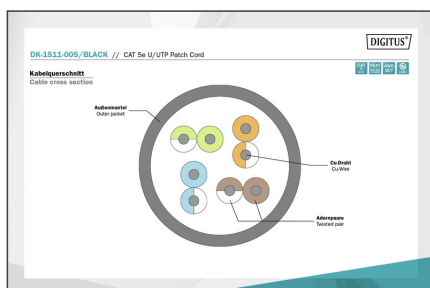 DIGITUS®
DK-1511-005/BLACK // CAT 5e U/UTP Patch Cord
Kabelquerschnitt
Cable cross section
Außenmantel
Outer jacket
Cu-Draht
Cu-Wire
Adernpaare
Twisted pair